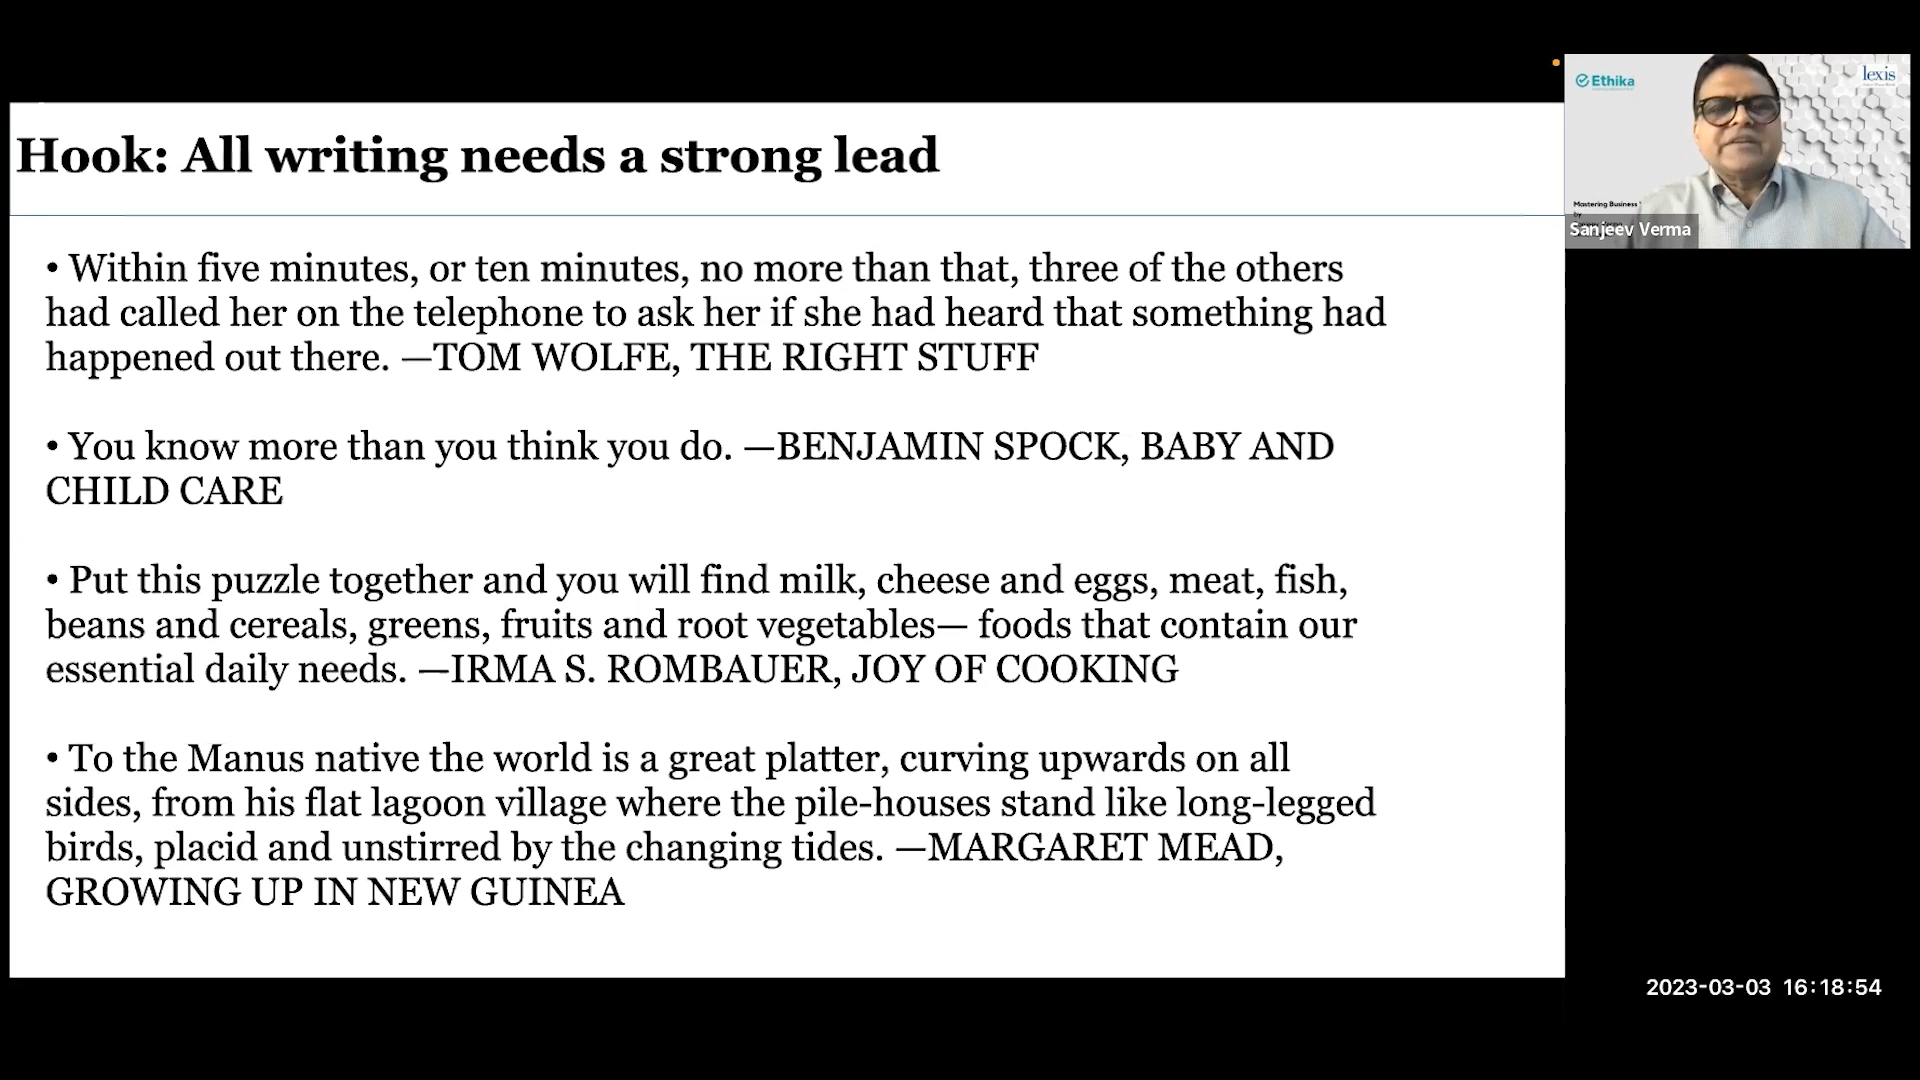 Hook: All writing needs a strong lead
• Within five minutes, or ten minutes, no more than that, three of the others
had called her on the telephone to ask her if she had heard that something had
happened out there. —TOM WOLFE, THE RIGHT STUFF
• You know more than you think you do. —BENJAMIN SPOCK, BABY AND
CHILD CARE
• Put this puzzle together and you will find milk, cheese and eggs, meat, fish,
beans and cereals, greens, fruits and root vegetables— foods that contain our
essential daily needs. —IRMA S. ROMBAUER, JOY OF COOKING
• To the Manus native the world is a great platter, curving upwards on all
sides, from his flat lagoon village where the pile-houses stand like long-legged
birds, placid and unstirred by the changing tides. —MARGARET MEAD,
GROWING UP IN NEW GUINEA
Ethika
lexis
Mastering Business
by
Sanjeev Verma
2023-03-03 16:18:54